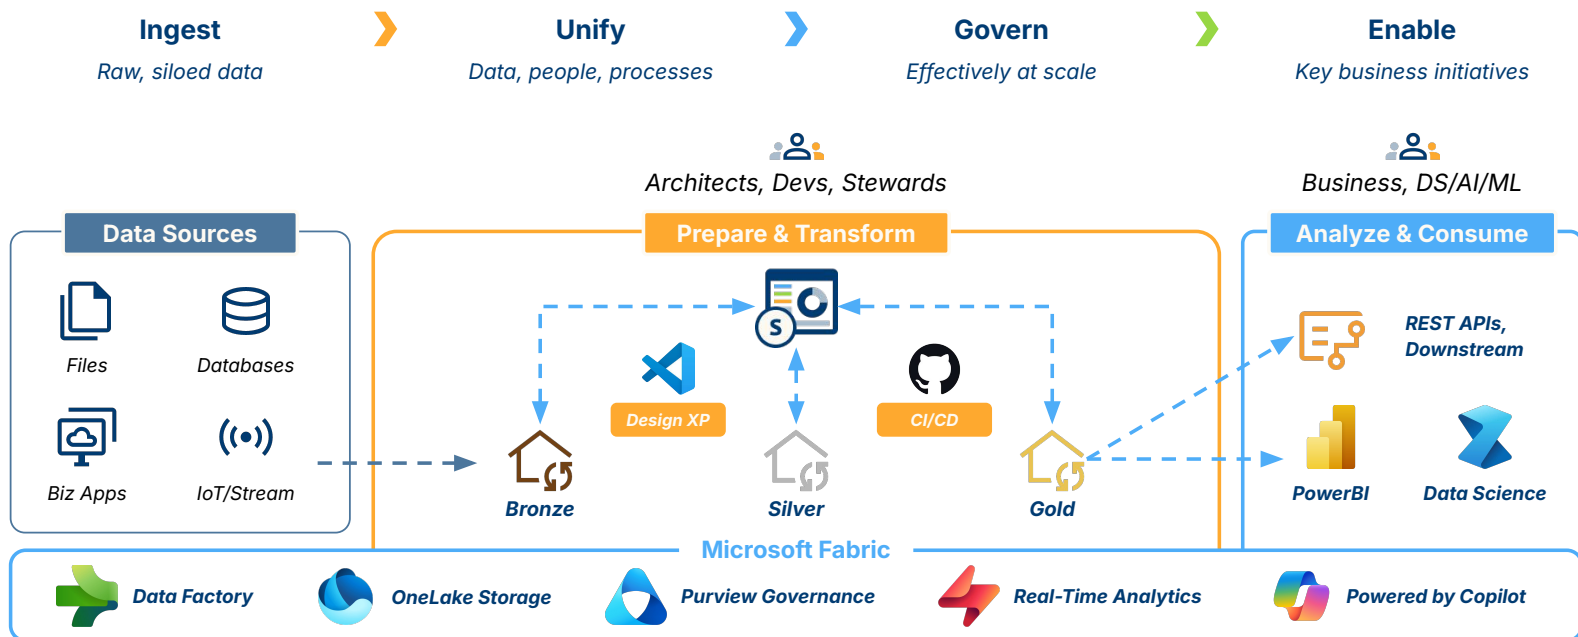 Ingest
Unify
Govern
Enable
Raw, siloed data
Data, people, processes
Effectively at scale
Key business initiatives
Architects, Devs, Stewards
Business, DS/AI/ML
Data Sources
Prepare & Transform
Analyze & Consume
Files
Databases
Biz Apps
IoT/Stream
S
Design XP
CI/CD
Bronze
Silver
Gold
REST APIs,
Downstream
PowerBI
Data Science
Microsoft Fabric
Data Factory
OneLake Storage
Purview Governance
Real-Time Analytics
Powered by Copilot